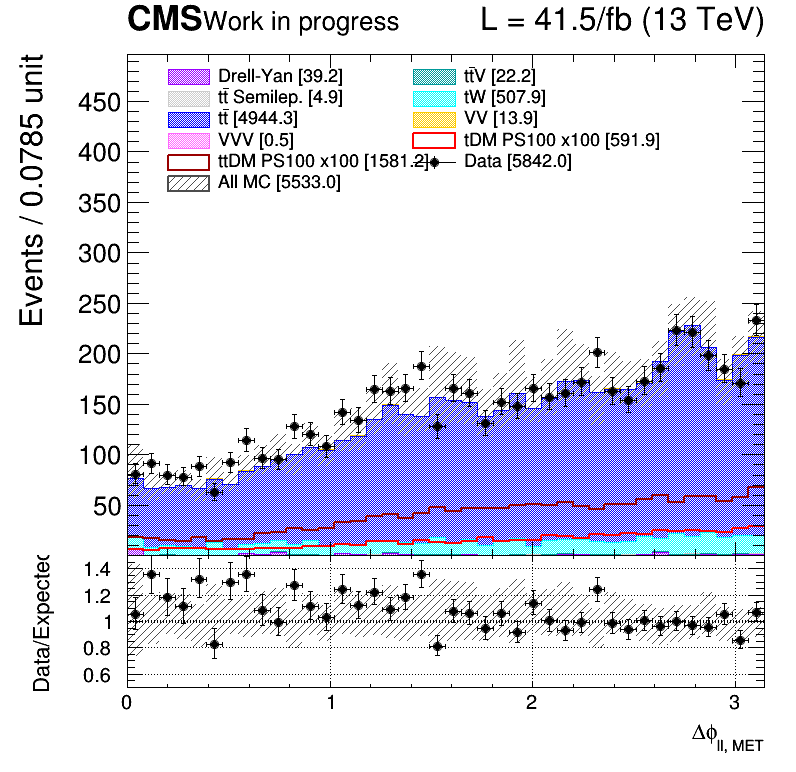 CMS Work in progress L = 41.5/fb (13 TeV)
Events / 0.0785 unit
450
400
350
300
250
200
150
100
50
Drell-Yan [39.2] tt̄V [22.2]
tt̄ Semilep. [4.9] tW [507.9]
tt̄ [4944.3] VV [13.9]
VVV [0.5] tDM PS100 x100 [591.9]
ttDM PS100 x100 [1581.2] Data [5842.0]
All MC [5533.0]
Data/Expected
1.4
1.2
1
0.8
0.6
0 1 2 3
Δϕll, MET